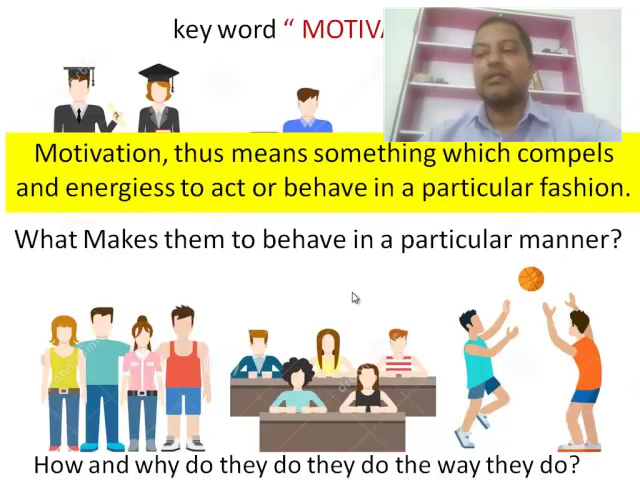 key word “ MOTIVA
Motivation, thus means something which compels
and energiess to act or behave in a particular fashion.
What Makes them to behave in a particular manner?
How and why do they do they do the way they do?